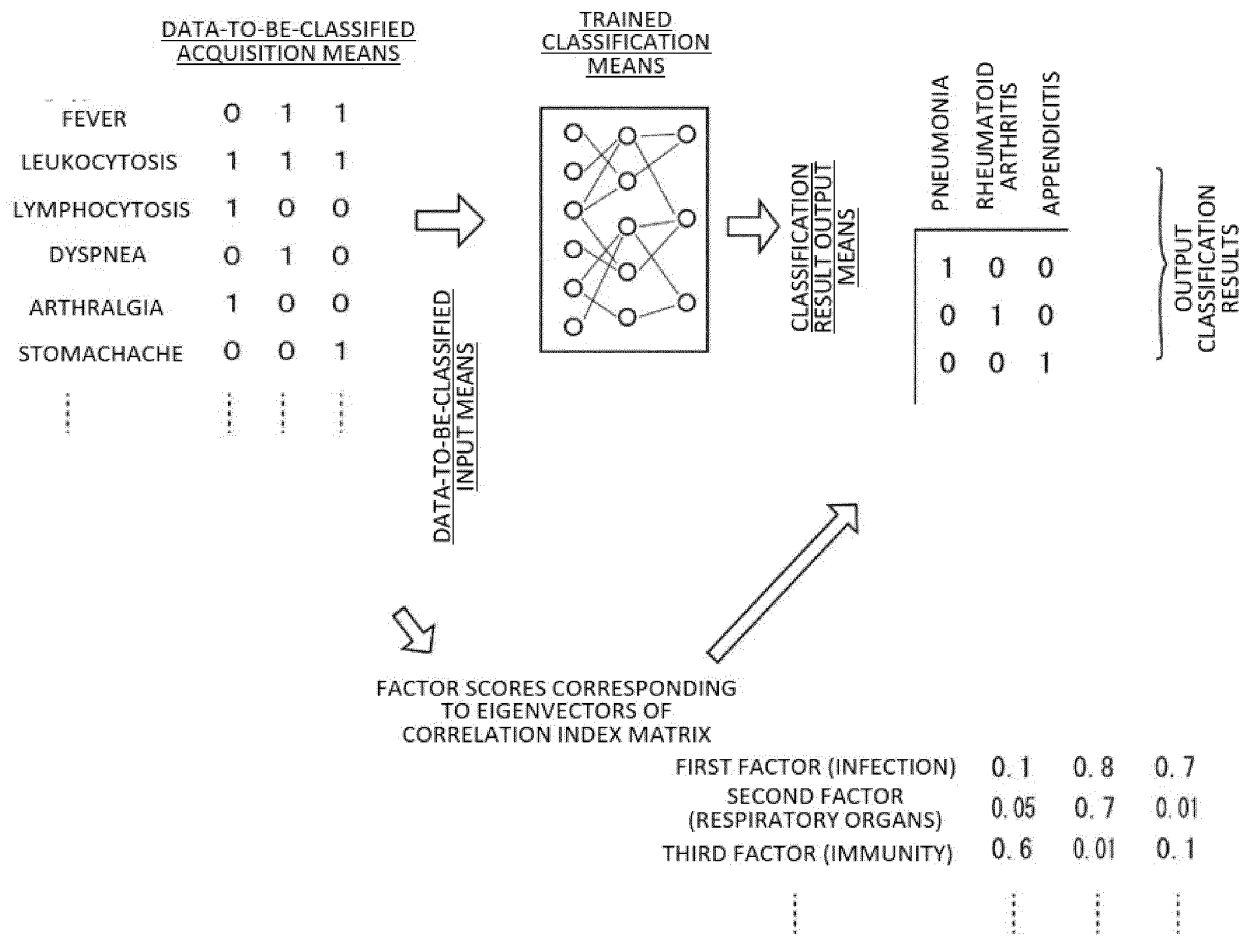 DATA-TO-BE-CLASSIFIED
ACQUISITION MEANS
FEVER 0 1 1
LEUKOCYTOSIS 1 1 1
LYMPHOCYTOSIS 1 0 0
DYSPNEA 0 1 0
ARTHRALGIA 1 0 0
STOMACHACHE 0 0 1
DATA-TO-BE-CLASSIFIED
INPUT MEANS
TRAINED
CLASSIFICATION
MEANS
CLASSIFICATION
RESULT OUTPUT
MEANS
PNEUMONIA
RHEUMATOID
ARTHRITIS
APPENDICITIS
1 0 0
0 1 0
0 0 1
OUTPUT
CLASSIFICATION
RESULTS
FACTOR SCORES CORRESPONDING
TO EIGENVECTORS OF
CORRELATION INDEX MATRIX
FIRST FACTOR (INFECTION) 0.1 0.8 0.7
SECOND FACTOR
(RESPIRATORY ORGANS) 0.05 0.7 0.01
THIRD FACTOR (IMMUNITY) 0.6 0.01 0.1